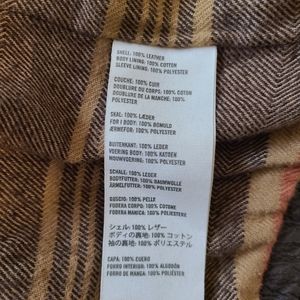 SHELL: 100% LEATHER
BODY LINING: 100% COTTON
SLEEVE LINING: 100% POLYESTER
COUCHE: 100% CUIR
DOUBLURE DU CORPS: 100% COTON
DOUBLURE DE LA MANCHE: 100%
POLYESTER
SKAL: 100% LÆDER
FOR I BODY: 100% BOMULD
ÆRMEFOR: 100% POLYESTER
BUITENKANT: 100% LEDER
VOERING BODY: 100% KATOEN
MOUWVOERING: 100% POLYESTER
SCHALE: 100% LEDER
BODYFUTTER: 100% BAUMWOLLE
ÄRMELFUTTER: 100% POLYESTER
GUSCIO: 100% PELLE
FODERA CORPO: 100% COTONE
FODERA MANICA: 100% POLIESTERE
シェル: 100% レザー
ボディの裏地: 100% コットン
袖の裏地: 100% ポリエステル
CAPA: 100% CUERO
FORRO INTERIOR: 100% ALGODÓN
FORRO DE MANGA: 100% POLIÉSTER